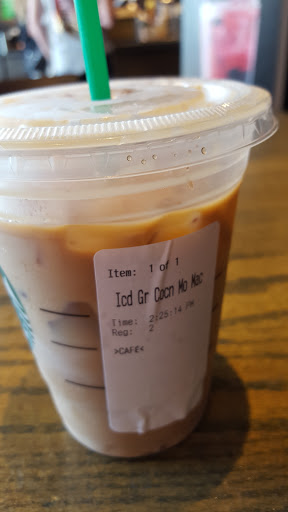 Item: 1 of 1
Icd Gr Cocn Mo Mac
Time: 2:25:14 PM
Reg: 2
>CAFE<